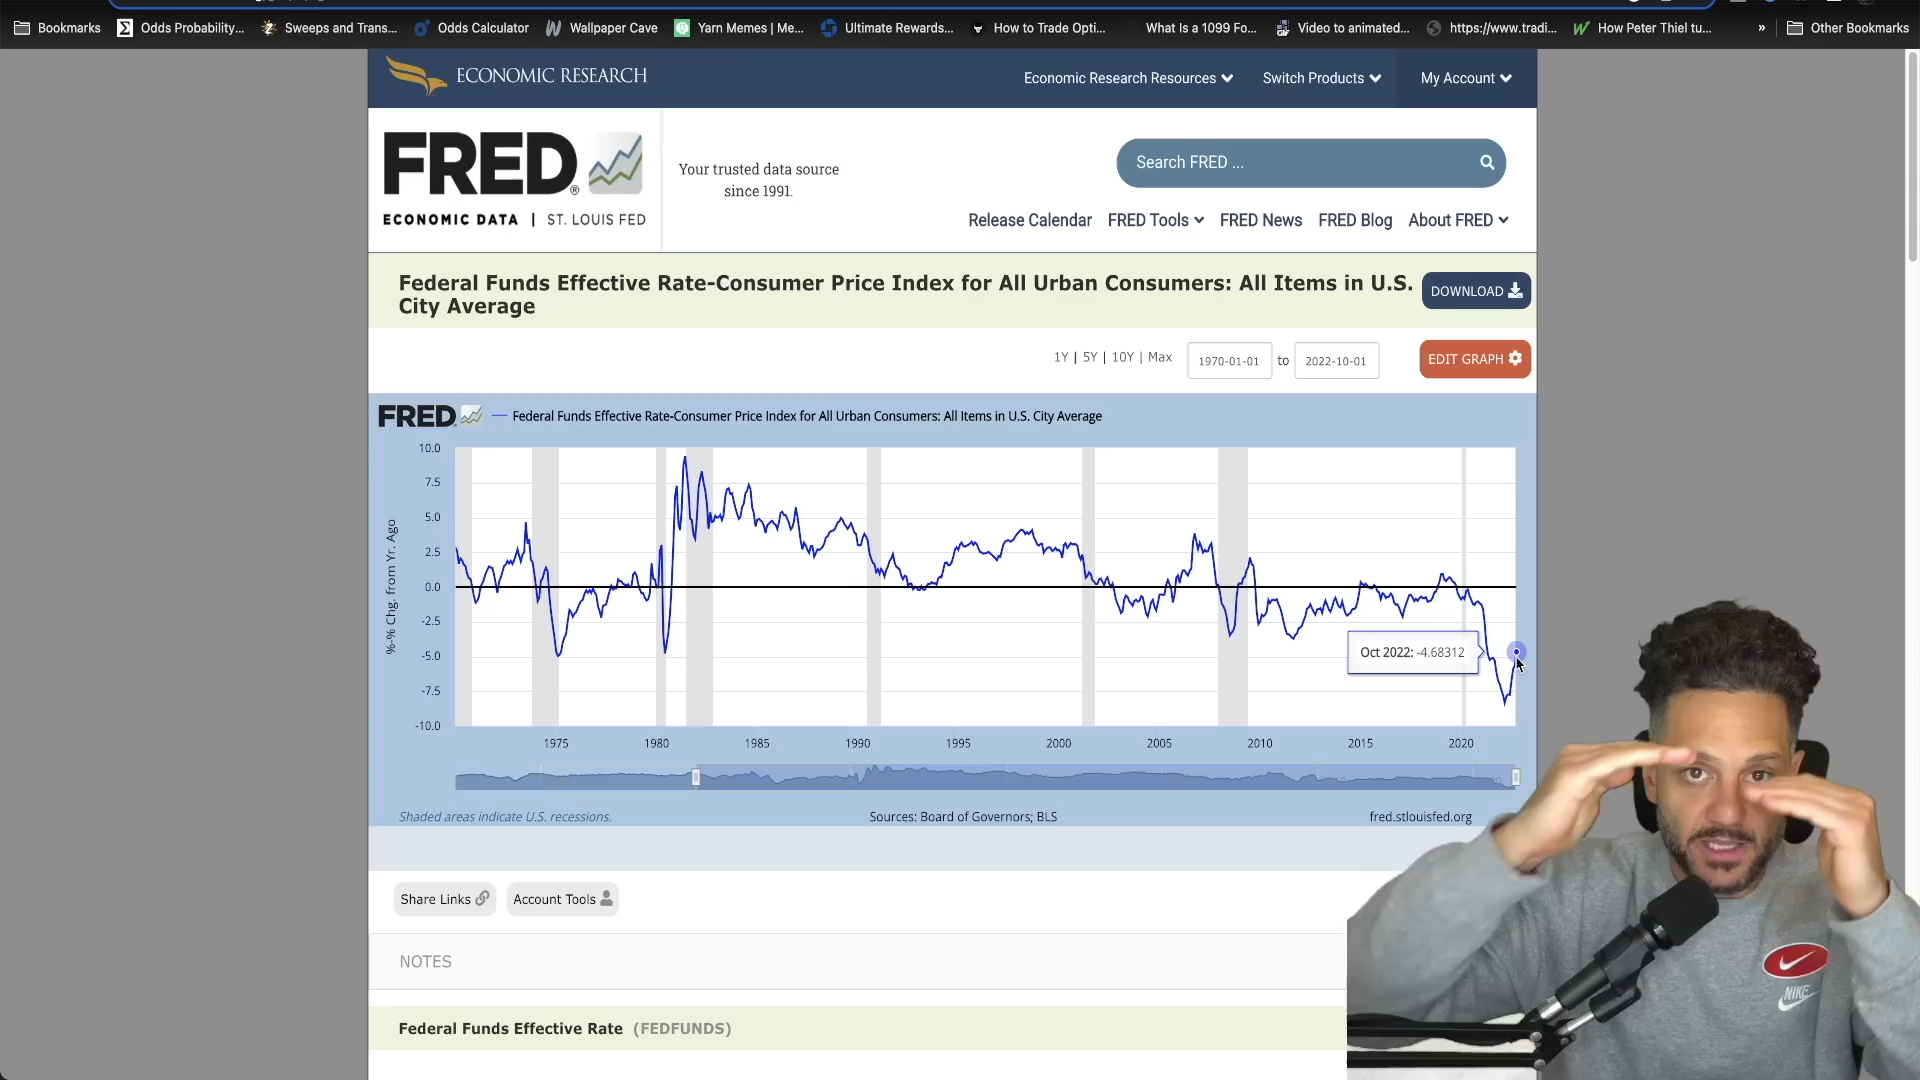 Bookmarks
Odds Probability...
Sweeps and Trans...
Odds Calculator
Wallpaper Cave
Yarn Memes | Me...
Ultimate Rewards...
How to Trade Opti...
What Is a 1099 Fo...
Video to animated...
https://www.tradi...
How Peter Thiel tu...
»
Other Bookmarks
ECONOMIC RESEARCH
Economic Research Resources
Switch Products
My Account
FRED®
ECONOMIC DATA | ST. LOUIS FED
Your trusted data source
since 1991.
Search FRED ...
Release Calendar
FRED Tools
FRED News
FRED Blog
About FRED
Federal Funds Effective Rate-Consumer Price Index for All Urban Consumers: All Items in U.S.
City Average
DOWNLOAD
1Y | 5Y | 10Y | Max
1970-01-01 to 2022-10-01
EDIT GRAPH
FRED
Federal Funds Effective Rate-Consumer Price Index for All Urban Consumers: All Items in U.S. City Average
%-% Chg. from Yr. Ago
10.0
7.5
5.0
2.5
0.0
-2.5
-5.0
-7.5
-10.0
Oct 2022: -4.68312
1975
1980
1985
1990
1995
2000
2005
2010
2015
2020
Shaded areas indicate U.S. recessions.
Sources: Board of Governors; BLS
fred.stlouisfed.org
Share Links
Account Tools
NOTES
Federal Funds Effective Rate (FEDFUNDS)
NIKE